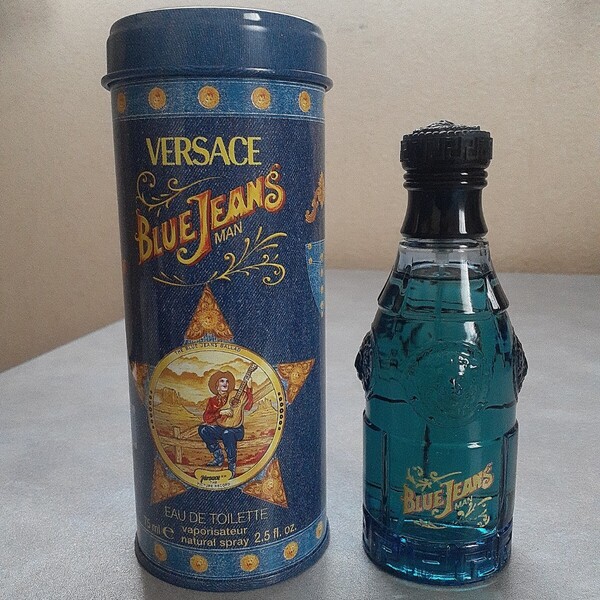 VERSACE
BLUE JEANS
MAN
EAU DE TOILETTE
vaporisateur
natural spray 2.5 fl. oz.
BLUE JEANS
MAN